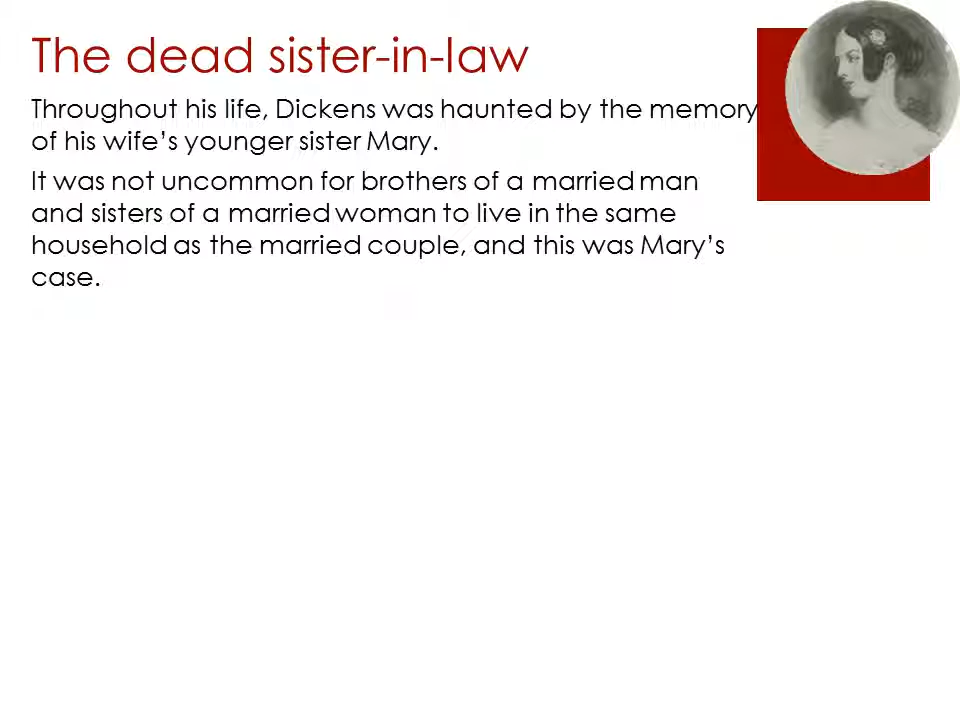 The dead sister-in-law
Throughout his life, Dickens was haunted by the memory
of his wife’s younger sister Mary.
It was not uncommon for brothers of a married man
and sisters of a married woman to live in the same
household as the married couple, and this was Mary’s
case.